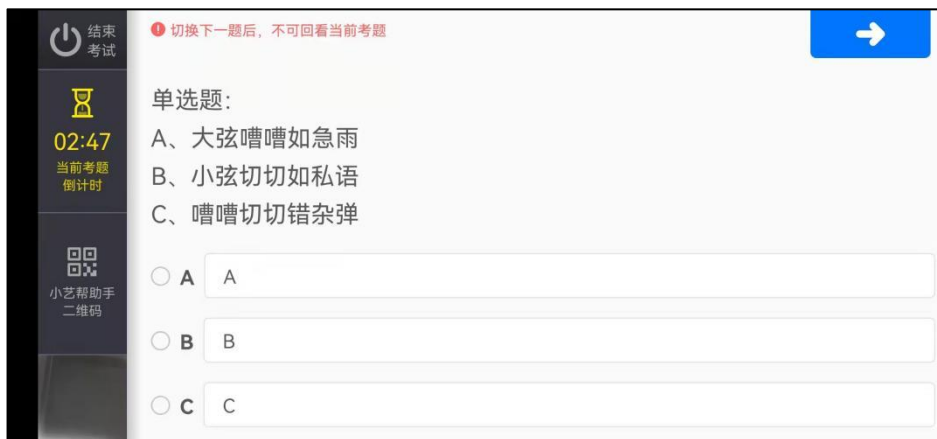 结束
考试
02:47
当前考题
倒计时
小艺帮助手
二维码
切换下一题后，不可回看当前考题
单选题：
A、大弦嘈嘈如急雨
B、小弦切切如私语
C、嘈嘈切切错杂弹
A A
B B
C C